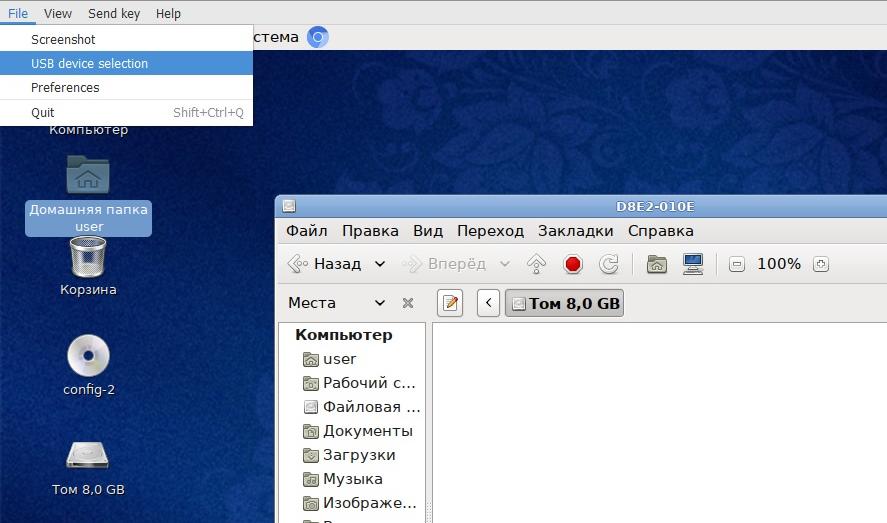 File View Send key Help
Screenshot
USB device selection
Preferences
Quit Shift+Ctrl+Q
стема
Компьютер
Домашняя папка
user
Корзина
config-2
Том 8,0 GB
D8E2-010E
Файл Правка Вид Переход Закладки Справка
Назад Вперёд 100%
Места Том 8,0 GB
Компьютер
user
Рабочий с...
Файловая ...
Документы
Загрузки
Музыка
Изображе...